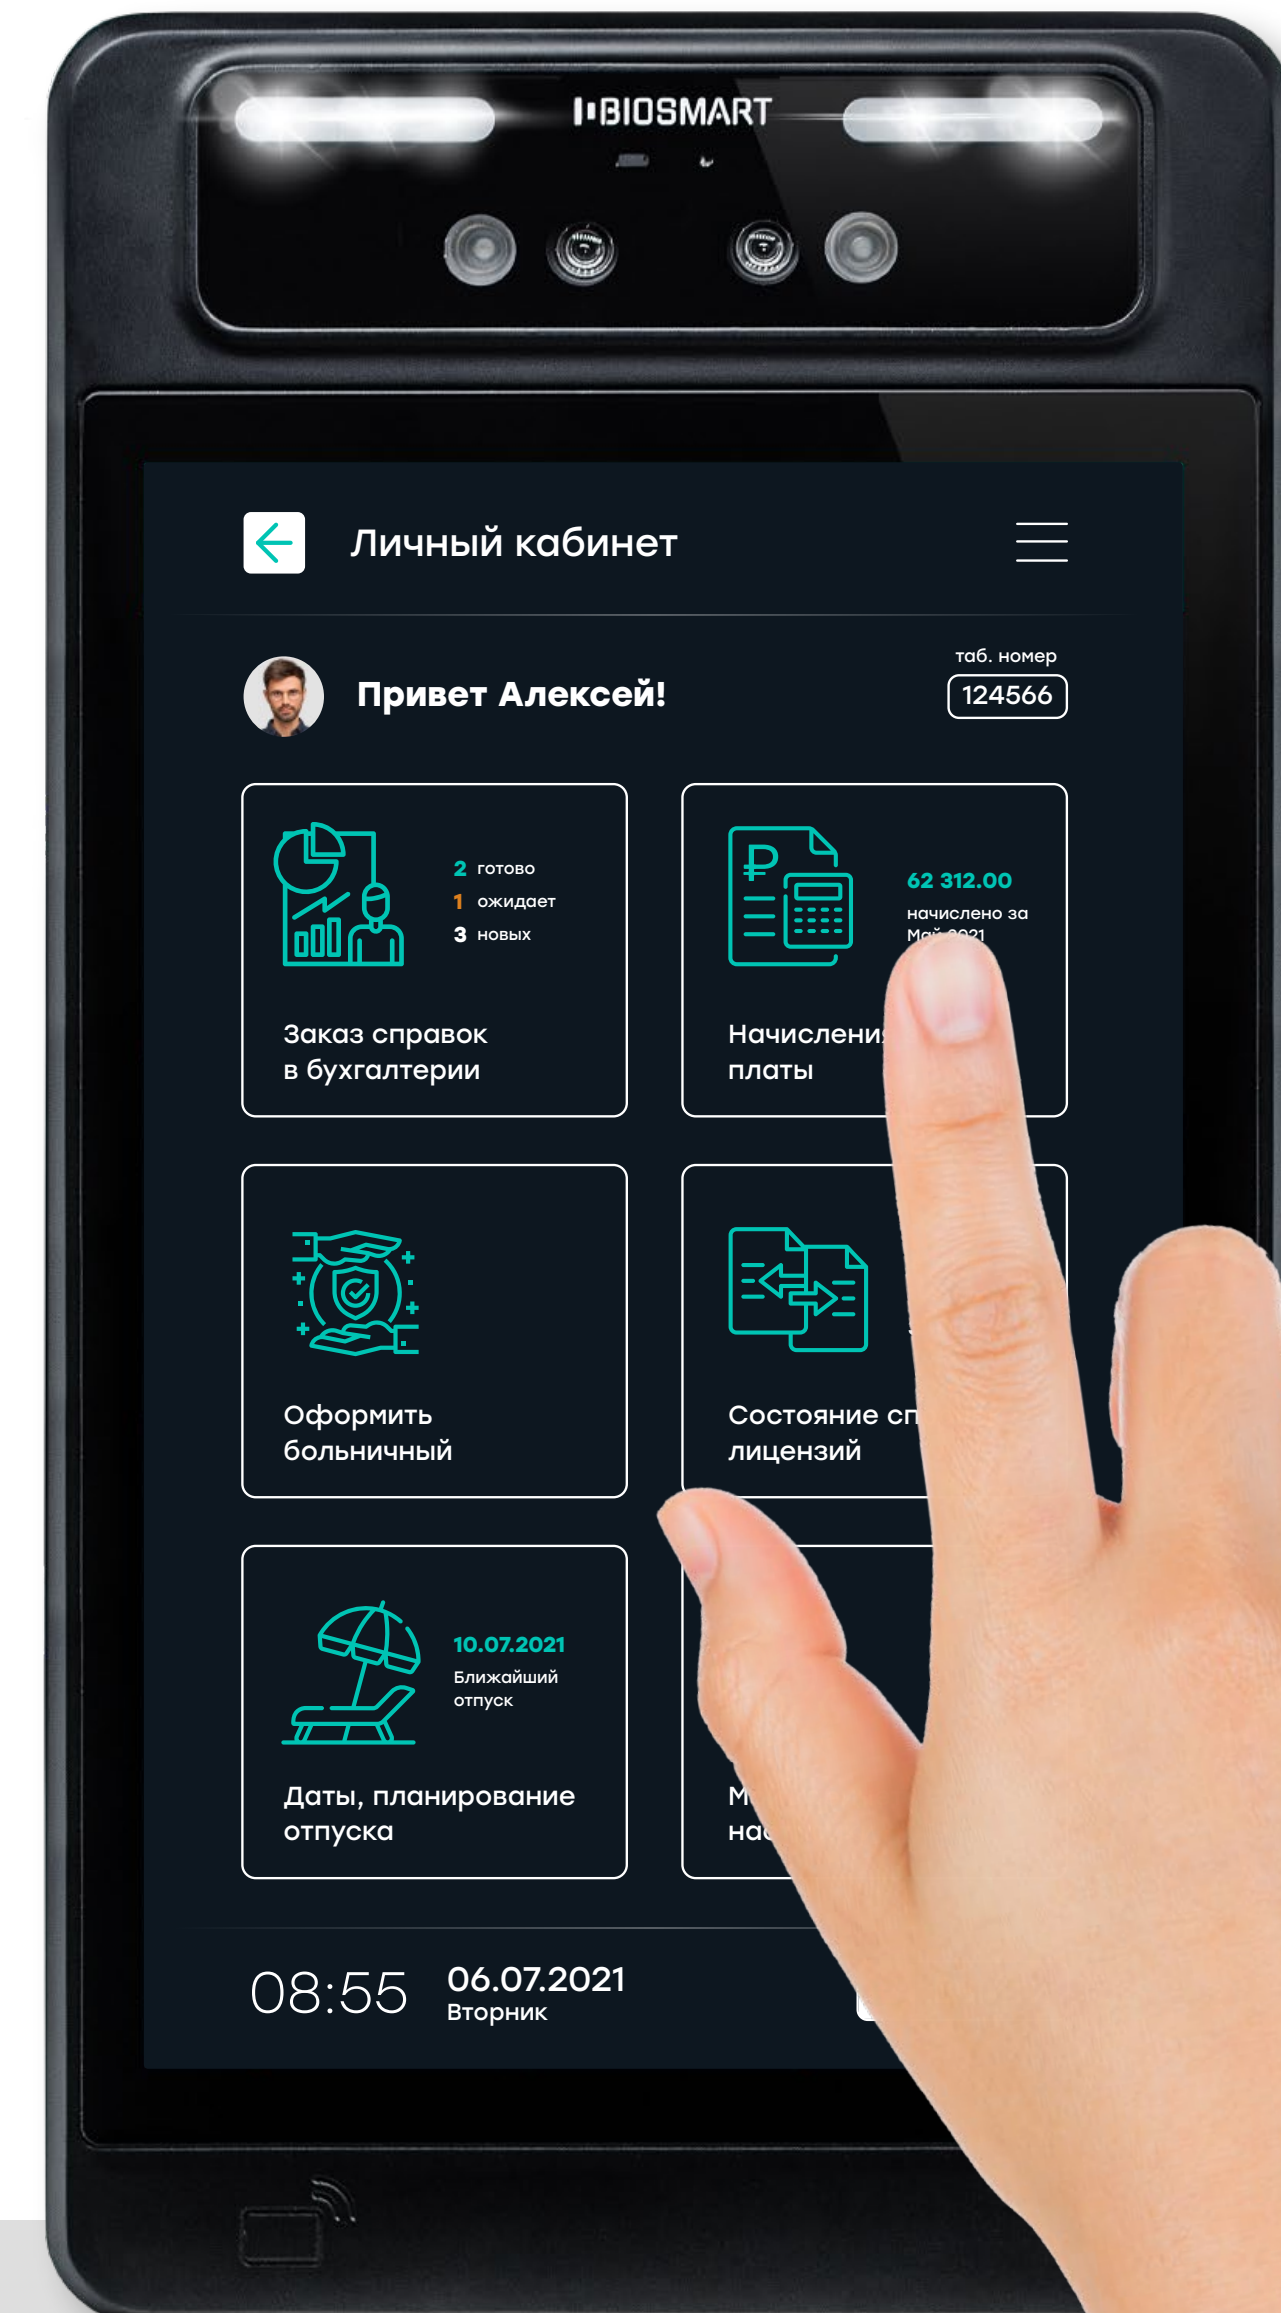 BIOSMART
Личный кабинет
таб. номер
Привет Алексей!
124566
2 готово
1 ожидает
3 новых
Заказ справок
в бухгалтерии
62 312.00
начислено за
Май 2021
платы
Оформить
больничный
Состояние
лицензий
10.07.2021
Ближайший
отпуск
Даты, планирование
отпуска
08:55
06.07.2021
Вторник